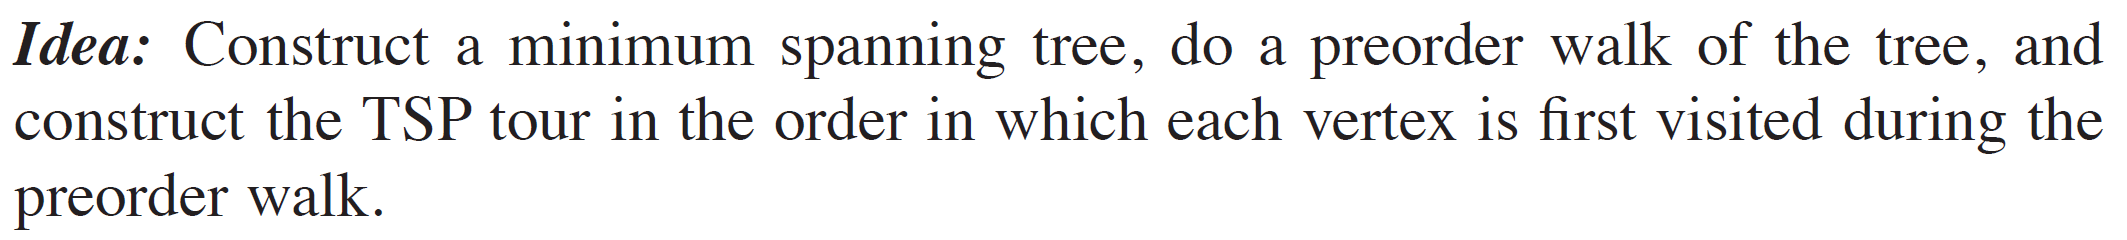 Idea: Construct a minimum spanning tree, do a preorder walk of the tree, and
construct the TSP tour in the order in which each vertex is first visited during the
preorder walk.